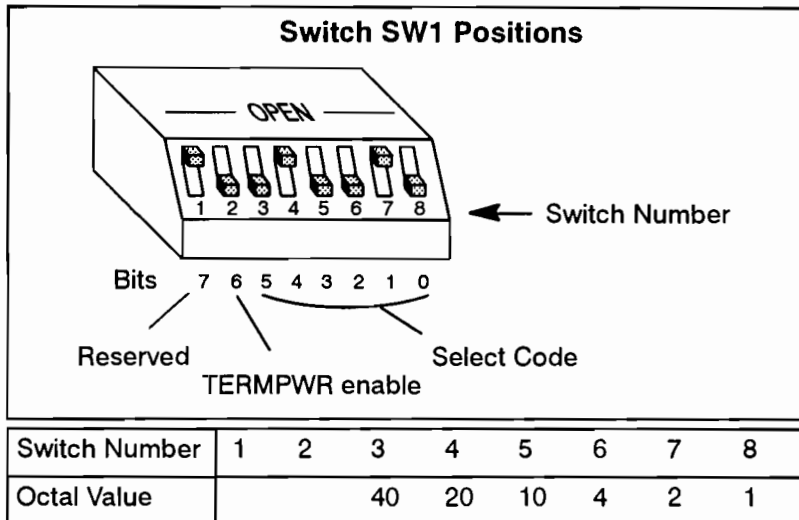 Switch SW1 Positions
OPEN
1 2 3 4 5 6 7 8
Switch Number
Bits 7 6 5 4 3 2 1 0
Reserved
Select Code
TERMPWR enable
Switch Number 1 2 3 4 5 6 7 8
Octal Value 40 20 10 4 2 1